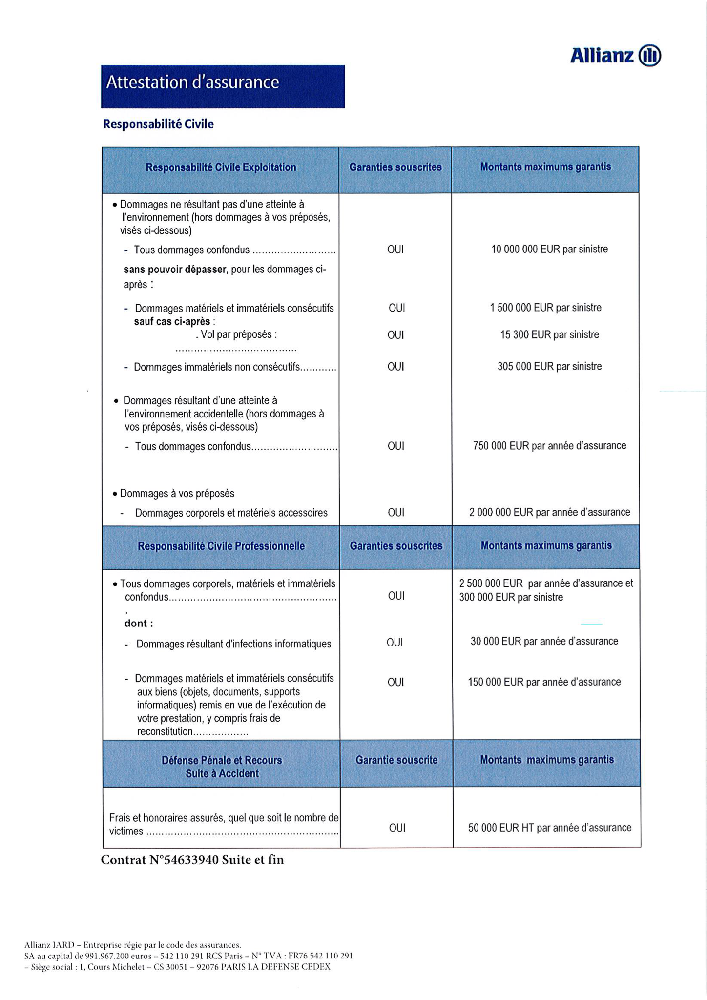 Allianz
Attestation d'assurance
Responsabilité Civile
Responsabilité Civile Exploitation
Garanties souscrites
Montants maximums garantis
• Dommages ne résultant pas d'une atteinte à
l'environnement (hors dommages à vos préposés,
visés ci-dessous)
- Tous dommages confondus ...........................
OUI
10 000 000 EUR par sinistre
sans pouvoir dépasser, pour les dommages ci-
après :
- Dommages matériels et immatériels consécutifs
OUI
1 500 000 EUR par sinistre
sauf cas ci-après :
. Vol par préposés :
OUI
15 300 EUR par sinistre
.......................................
- Dommages immatériels non consécutifs............
OUI
305 000 EUR par sinistre
• Dommages résultant d'une atteinte à
l'environnement accidentelle (hors dommages à
vos préposés, visés ci-dessous)
- Tous dommages confondus............................
OUI
750 000 EUR par année d'assurance
• Dommages à vos préposés
- Dommages corporels et matériels accessoires
OUI
2 000 000 EUR par année d'assurance
Responsabilité Civile Professionnelle
Garanties souscrites
Montants maximums garantis
• Tous dommages corporels, matériels et immatériels
confondus......................................................
.
OUI
2 500 000 EUR par année d'assurance et
300 000 EUR par sinistre
dont :
- Dommages résultant d'infections informatiques
OUI
30 000 EUR par année d'assurance
- Dommages matériels et immatériels consécutifs
OUI
150 000 EUR par année d'assurance
aux biens (objets, documents, supports
informatiques) remis en vue de l'exécution de
votre prestation, y compris frais de
reconstitution..................
Défense Pénale et Recours
Suite à Accident
Garantie souscrite
Montants maximums garantis
Frais et honoraires assurés, quel que soit le nombre de
victimes ..............................................................
OUI
50 000 EUR HT par année d'assurance
Contrat N°54633940 Suite et fin
Allianz IARD – Entreprise régie par le code des assurances.
SA au capital de 991.967.200 euros – 542 110 291 RCS Paris – N° TVA : FR76 542 110 291
– Siège social : 1, Cours Michelet – CS 30051 – 92076 PARIS LA DEFENSE CEDEX